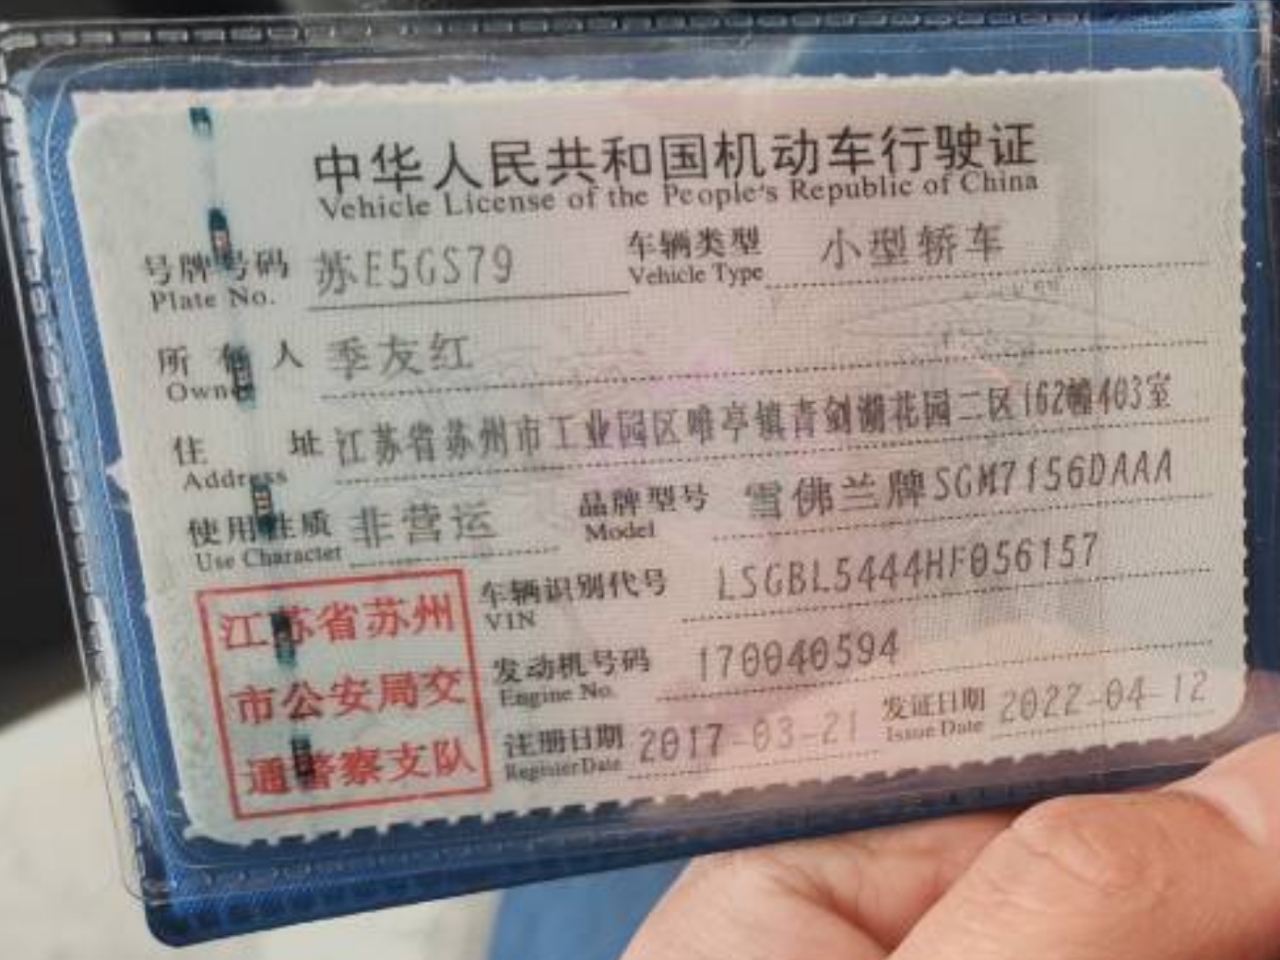 中华人民共和国机动车行驶证
Vehicle License of the People's Republic of China
号牌号码 苏E5GS79 车辆类型 小型轿车
Plate No. Vehicle Type
所有人 季友红
Owner
住址 江苏省苏州市工业园区唯亭镇青剑湖花园二区162幢403室
Address
使用性质 非营运 品牌型号 雪佛兰牌SGM7156DAAA
Use Character Model
江苏省苏州
市公安局交
通警察支队
车辆识别代号 LSGBL5444HF056157
VIN
发动机号码 170040594
Engine No.
注册日期 2017-03-21 发证日期 2022-04-12
Register Date Issue Date